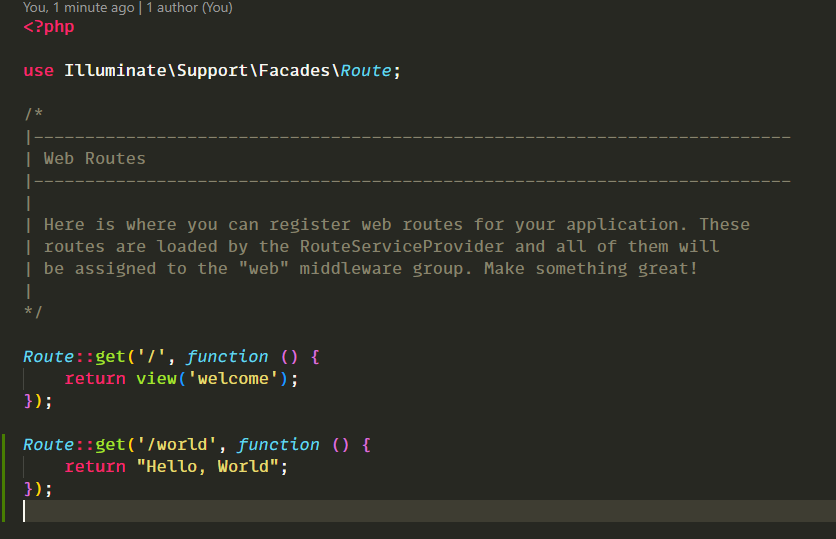 You, 1 minute ago | 1 author (You)
<?php
use Illuminate\Support\Facades\Route;
/*
|--------------------------------------------------------------------------
| Web Routes
|--------------------------------------------------------------------------
|
| Here is where you can register web routes for your application. These
| routes are loaded by the RouteServiceProvider and all of them will
| be assigned to the "web" middleware group. Make something great!
|
*/
Route::get('/', function () {
    return view('welcome');
});
Route::get('/world', function () {
    return "Hello, World";
});